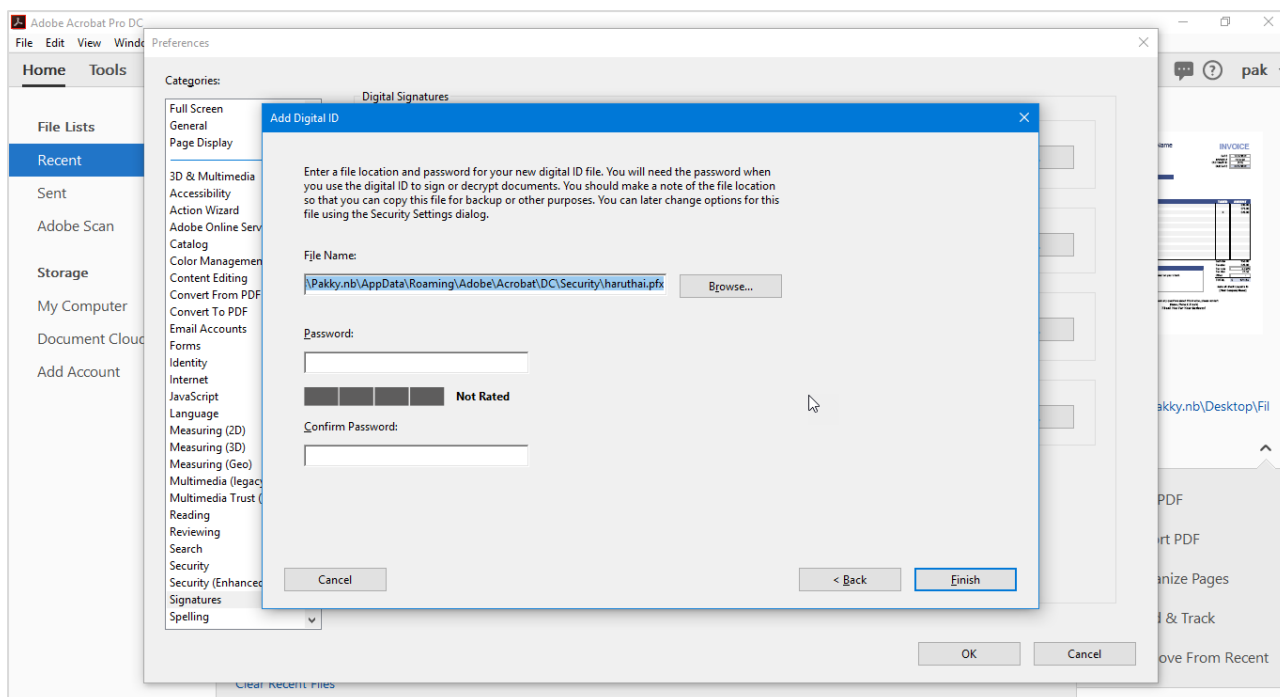 Adobe Acrobat Pro DC
File Edit View Windo
Home Tools
pak
File Lists
Recent
Sent
Adobe Scan
Storage
My Computer
Document Cloud
Add Account
Preferences
Categories:
Full Screen
General
Page Display
3D & Multimedia
Accessibility
Action Wizard
Adobe Online Serv
Catalog
Color Managemen
Content Editing
Convert From PDF
Convert To PDF
Email Accounts
Forms
Identity
Internet
JavaScript
Language
Measuring (2D)
Measuring (3D)
Measuring (Geo)
Multimedia (legacy
Multimedia Trust (
Reading
Reviewing
Search
Security
Security (Enhanced
Signatures
Spelling
Digital Signatures
Add Digital ID
Enter a file location and password for your new digital ID file. You will need the password when
you use the digital ID to sign or decrypt documents. You should make a note of the file location
so that you can copy this file for backup or other purposes. You can later change options for this
file using the Security Settings dialog.
File Name:
\Pakky.nb\AppData\Roaming\Adobe\Acrobat\DC\Security\haruthai.pfx
Browse...
Password:
Not Rated
Confirm Password:
Cancel
< Back
Finish
OK
Cancel
Clear Recent Files
INVOICE
akky.nb\Desktop\Fil
PDF
rt PDF
anize Pages
d & Track
ove From Recent